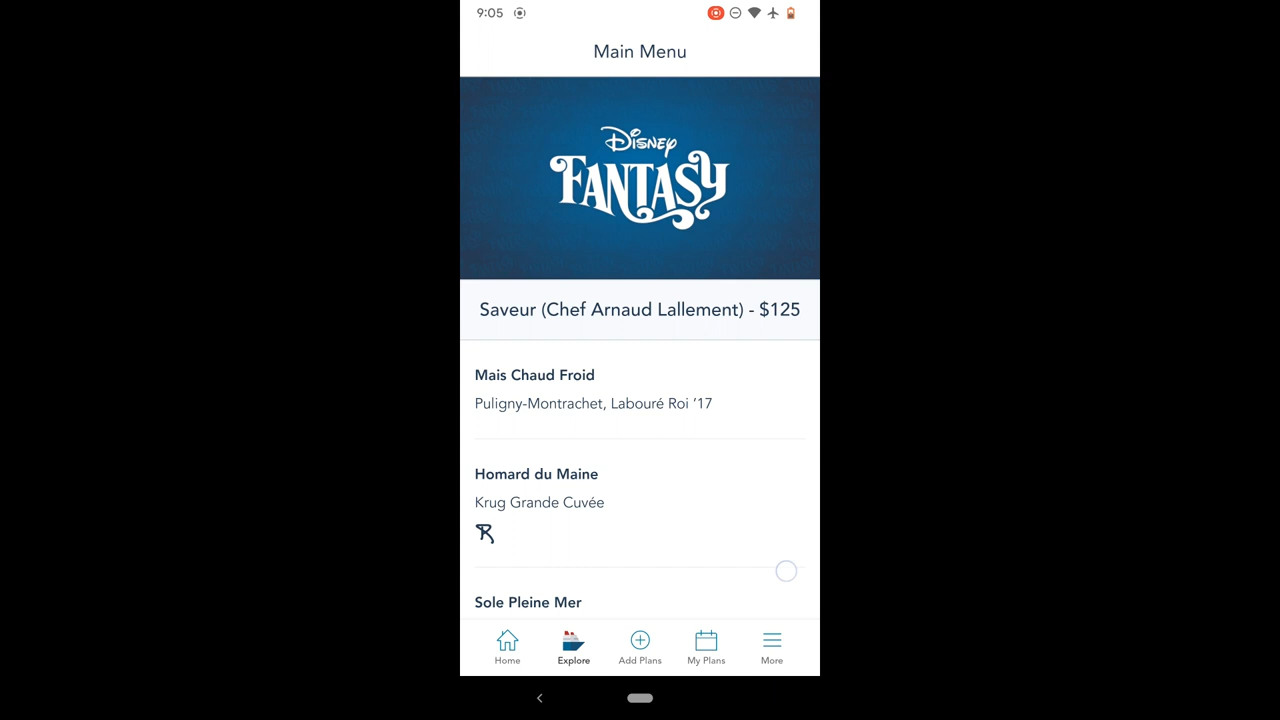 9:05
Main Menu
Disney
FANTASY
Saveur (Chef Arnaud Lallement) - $125
Mais Chaud Froid
Puligny-Montrachet, Labouré Roi ’17
Homard du Maine
Krug Grande Cuvée
R
Sole Pleine Mer
Home
Explore
Add Plans
My Plans
More